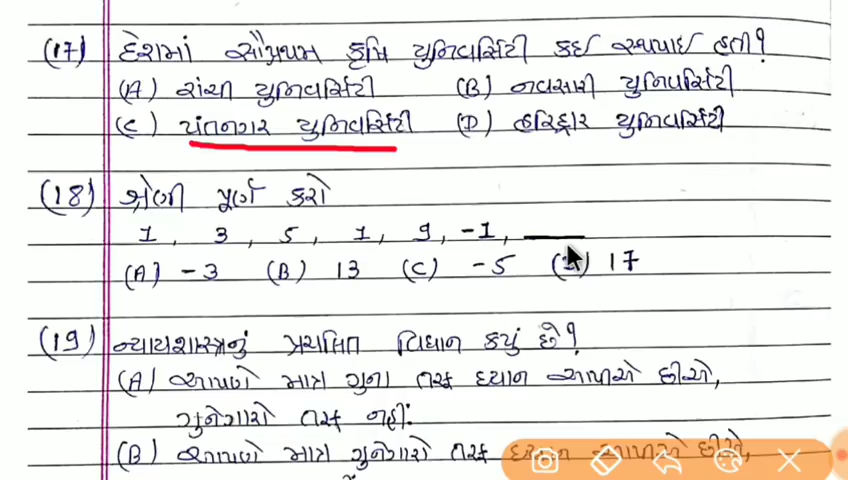 (17) દેશમાં સૌપ્રથમ કૃષિ યુનિવર્સિટી કઈ સ્થપાઈ હતી?
(A) રાંચી યુનિવર્સિટી (B) નવસારી યુનિવર્સિટી
(C) પંતનગર યુનિવર્સિટી (D) હરિદ્વાર યુનિવર્સિટી
(18) શ્રેણી પૂર્ણ કરો
1, 3, 5, 1, 9, -1, ___
(A) -3 (B) 13 (C) -5 (D) 17
(19) ન્યાયશાસ્ત્રનું પ્રચલિત વિધાન કયું છે?
(A) આપણે માત્ર ગુના તરફ ધ્યાન આપીએ છીએ,
ગુનેગારો તરફ નહીં.
(B) આપણે માત્ર ગુનેગારો તરફ ધ્યાન આપીએ છીએ,